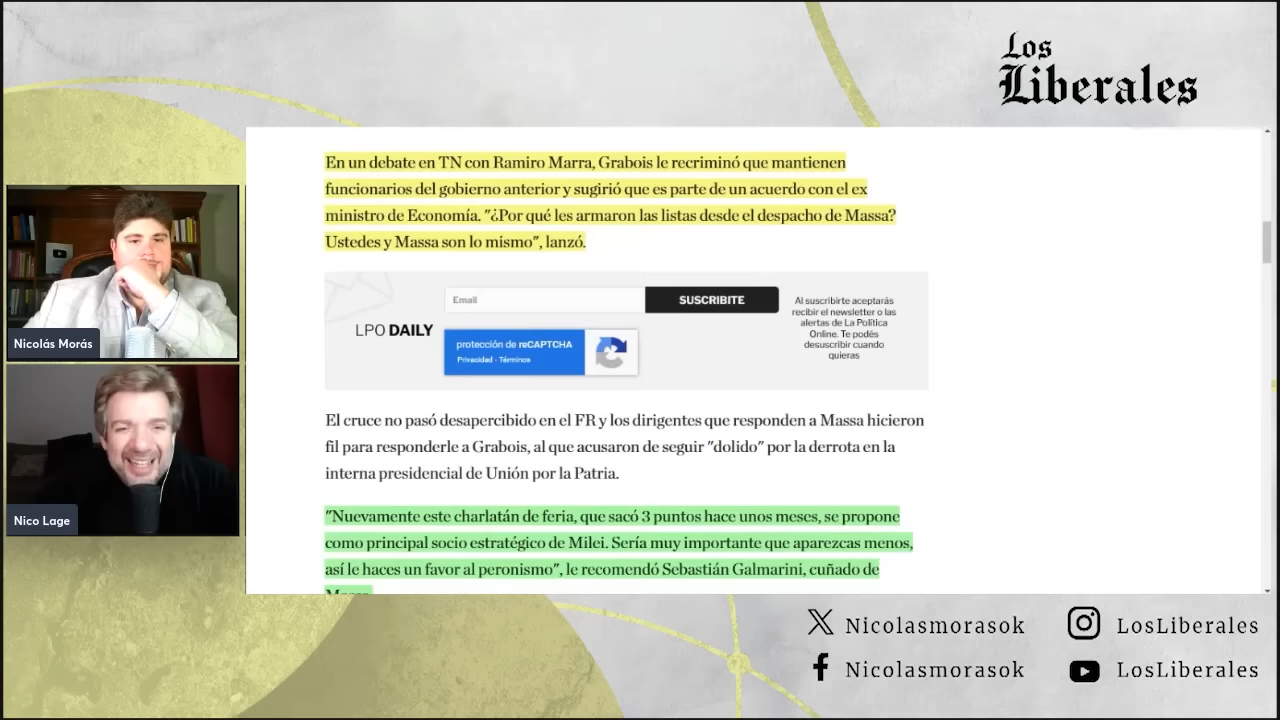 Los
Liberales
En un debate en TN con Ramiro Marra, Grabois le recriminó que mantienen
funcionarios del gobierno anterior y sugirió que es parte de un acuerdo con el ex
ministro de Economía. "¿Por qué les armaron las listas desde el despacho de Massa?
Ustedes y Massa son lo mismo", lanzó.
LPO DAILY
Email
SUSCRIBITE
protección de reCAPTCHA
Privacidad - Términos
Al suscribirte aceptarás
recibir el newsletter o las
alertas de La Política
Online. Te podés
desuscribir cuando
quieras
El cruce no pasó desapercibido en el FR y los dirigentes que responden a Massa hicieron
fil para responderle a Grabois, al que acusaron de seguir "dolido" por la derrota en la
interna presidencial de Unión por la Patria.
"Nuevamente este charlatán de feria, que sacó 3 puntos hace unos meses, se propone
como principal socio estratégico de Milei. Sería muy importante que aparezcas menos,
así le haces un favor al peronismo", le recomendó Sebastián Galmarini, cuñado de
Nicolás Morás
Nico Lage
Nicolasmorasok
LosLiberales
Nicolasmorasok
LosLiberales